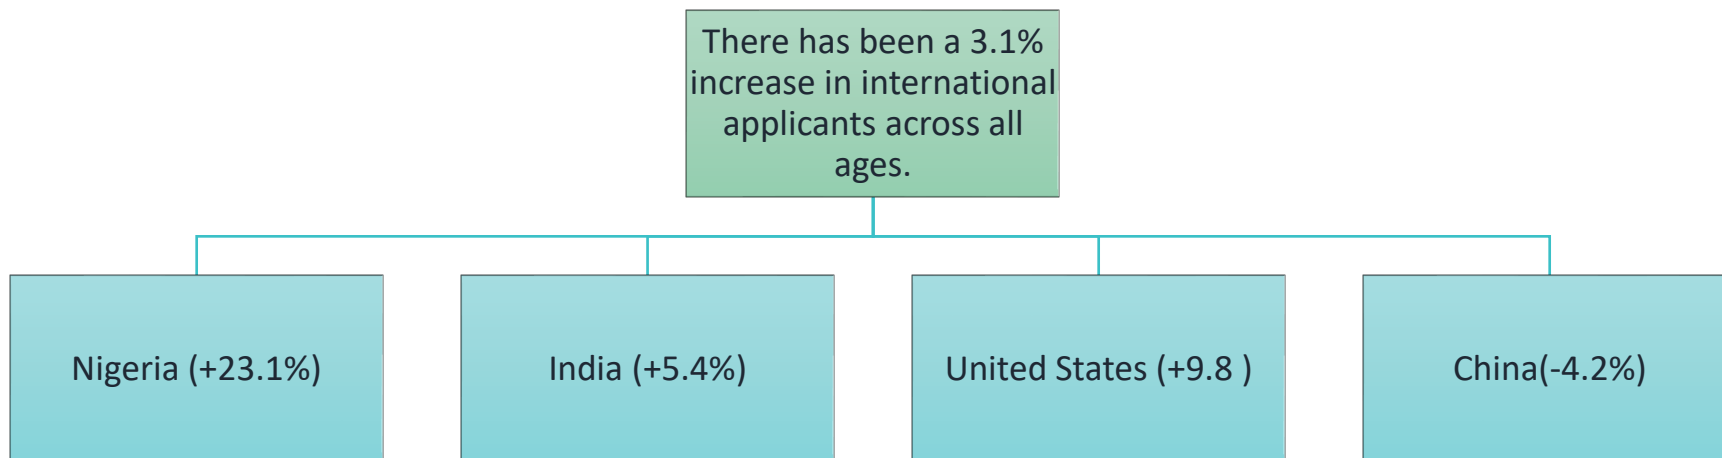 There has been a 3.1%
increase in international
applicants across all
ages.
Nigeria (+23.1%)
India (+5.4%)
United States (+9.8 )
China(-4.2%)